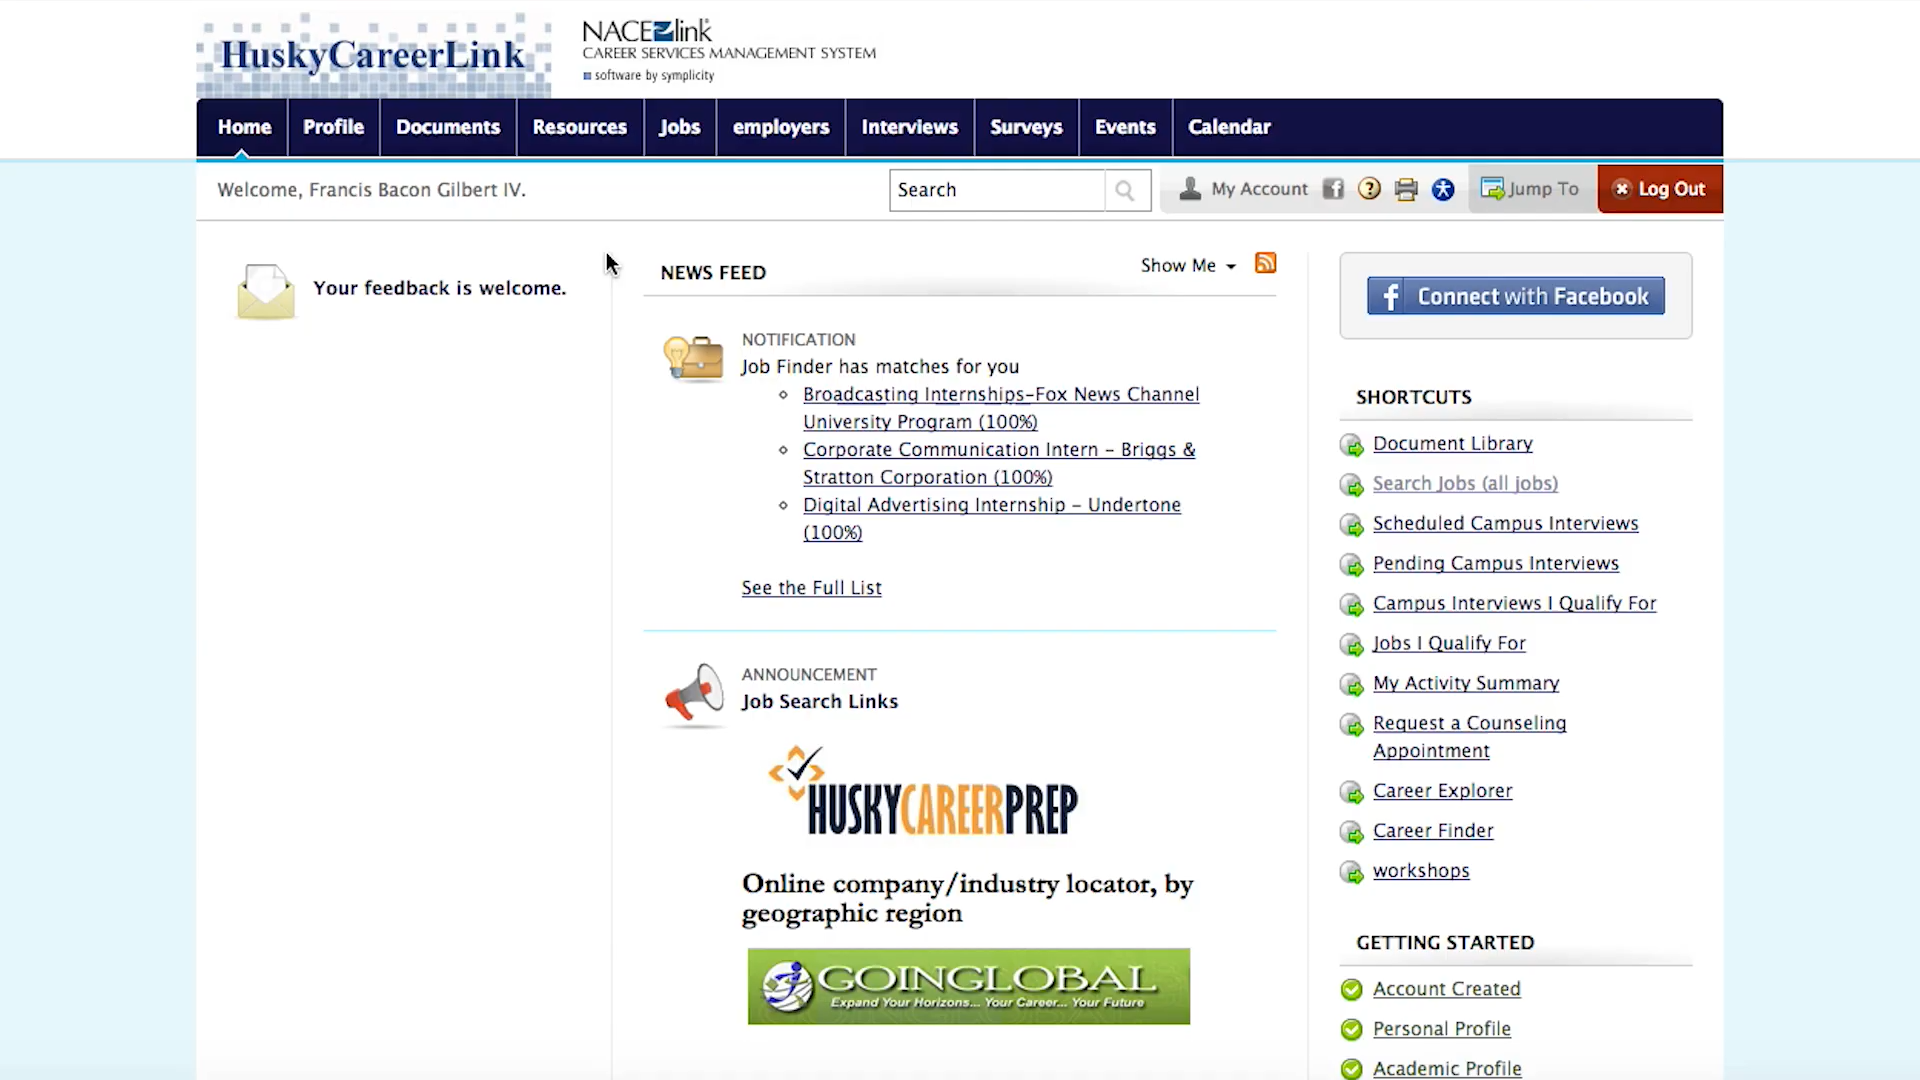 HuskyCareerLink
NACElink
CAREER SERVICES MANAGEMENT SYSTEM
software by symplicity
Home Profile Documents Resources Jobs employers Interviews Surveys Events Calendar
Welcome, Francis Bacon Gilbert IV.
Search
My Account
Jump To
Log Out
Your feedback is welcome.
NEWS FEED
Show Me
NOTIFICATION
Job Finder has matches for you
Broadcasting Internships-Fox News Channel
University Program (100%)
Corporate Communication Intern - Briggs &
Stratton Corporation (100%)
Digital Advertising Internship - Undertone
(100%)
See the Full List
ANNOUNCEMENT
Job Search Links
HUSKYCAREERPREP
Online company/industry locator, by
geographic region
GOINGLOBAL
Expand Your Horizons... Your Career... Your Future
Connect with Facebook
SHORTCUTS
Document Library
Search Jobs (all jobs)
Scheduled Campus Interviews
Pending Campus Interviews
Campus Interviews I Qualify For
Jobs I Qualify For
My Activity Summary
Request a Counseling
Appointment
Career Explorer
Career Finder
workshops
GETTING STARTED
Account Created
Personal Profile
Academic Profile